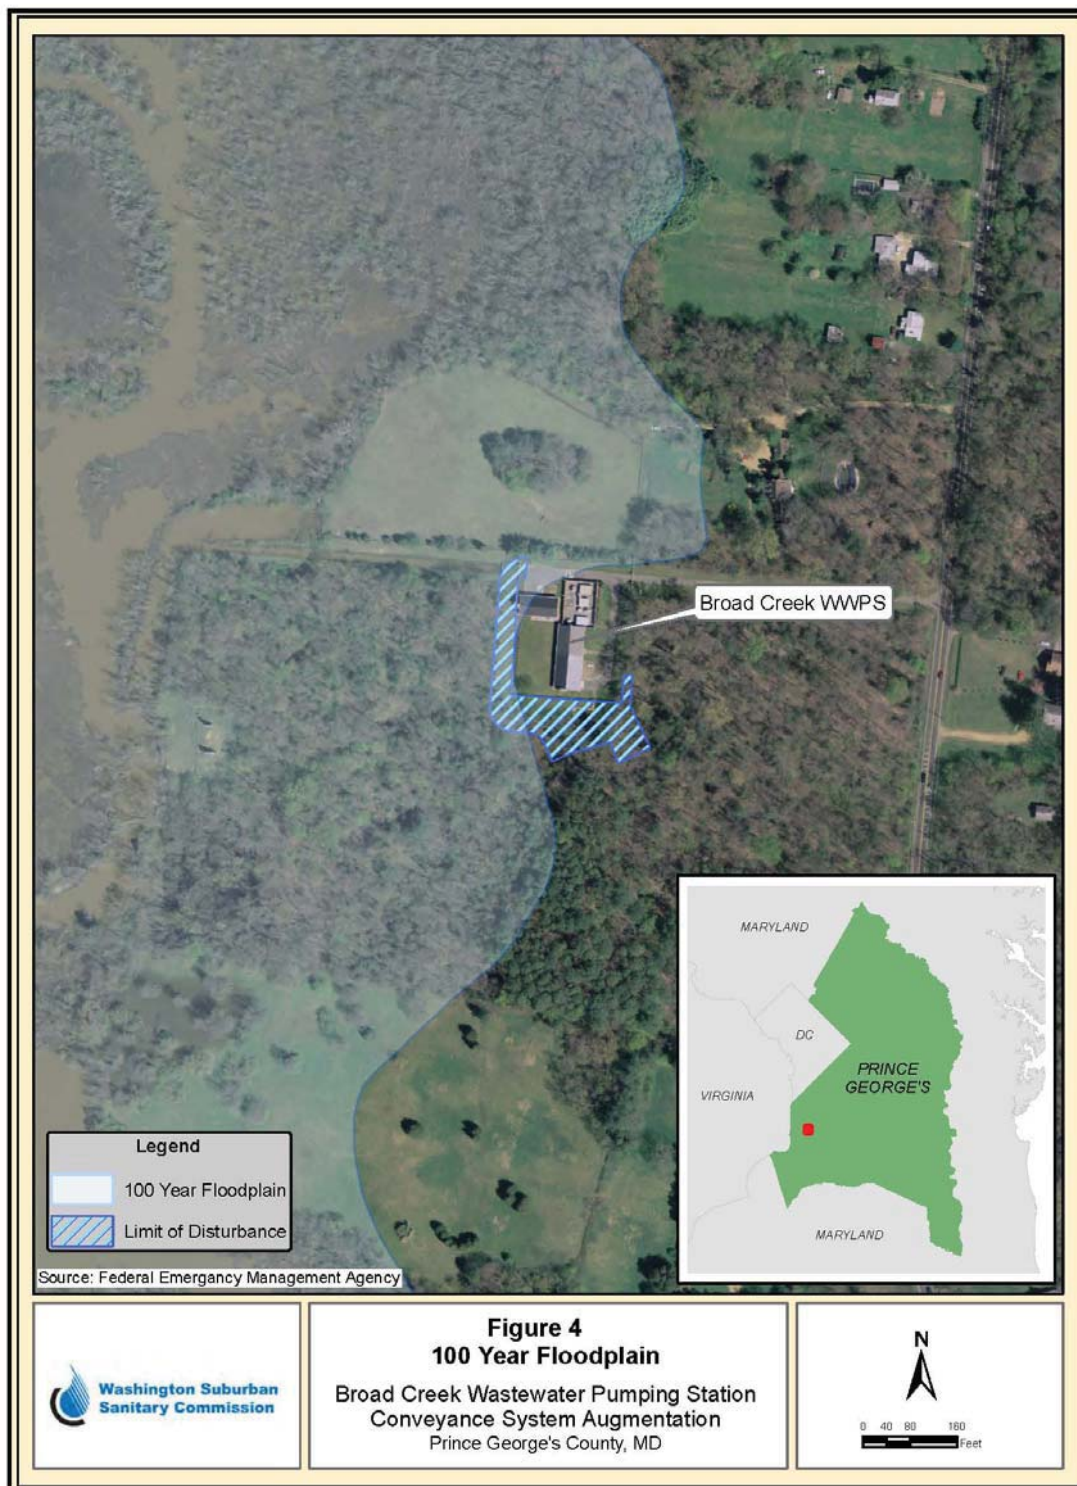 Broad Creek WWPS
MARYLAND
DC
PRINCE
GEORGE'S
VIRGINIA
MARYLAND
Legend
100 Year Floodplain
Limit of Disturbance
Source: Federal Emergancy Management Agency
Washington Suburban
Sanitary Commission
Figure 4
100 Year Floodplain
Broad Creek Wastewater Pumping Station
Conveyance System Augmentation
Prince George's County, MD
N
0 40 80 160
Feet